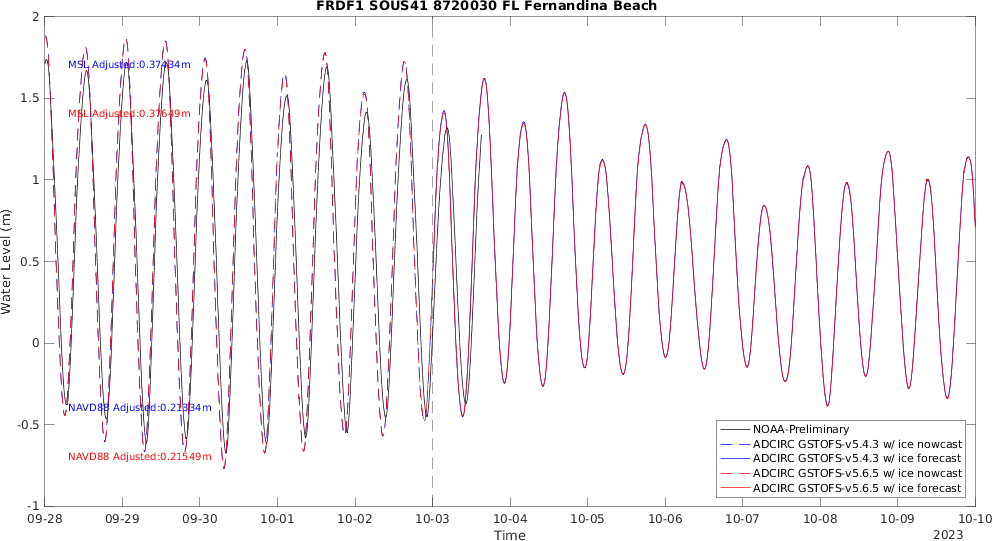 FRDF1 SOUS41 8720030 FL Fernandina Beach
2
1.5
1
0.5
0
-0.5
-1
Water Level (m)
MSL Adjusted:0.37434m
MSL Adjusted:0.37649m
NAVD88 Adjusted:0.21334m
NAVD88 Adjusted:0.21549m
NOAA-Preliminary
ADCIRC GSTOFS-v5.4.3 w/ ice nowcast
ADCIRC GSTOFS-v5.4.3 w/ ice forecast
ADCIRC GSTOFS-v5.6.5 w/ ice nowcast
ADCIRC GSTOFS-v5.6.5 w/ ice forecast
09-28 09-29 09-30 10-01 10-02 10-03 10-04 10-05 10-06 10-07 10-08 10-09 10-10
Time
2023